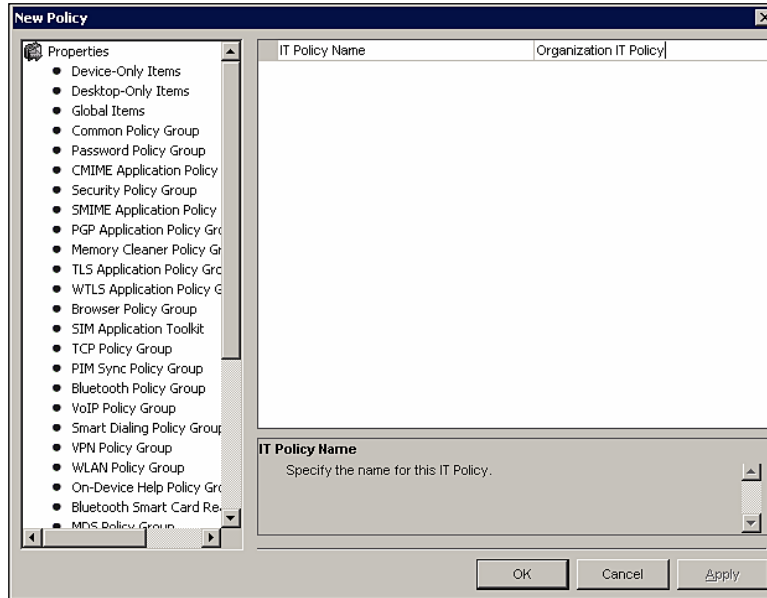 New Policy
Properties
Device-Only Items
Desktop-Only Items
Global Items
Common Policy Group
Password Policy Group
CMIME Application Policy
Security Policy Group
SMIME Application Policy
PGP Application Policy Gro
Memory Cleaner Policy Gr
TLS Application Policy Gro
WTLS Application Policy G
Browser Policy Group
SIM Application Toolkit
TCP Policy Group
PIM Sync Policy Group
Bluetooth Policy Group
VoIP Policy Group
Smart Dialing Policy Group
VPN Policy Group
WLAN Policy Group
On-Device Help Policy Gro
Bluetooth Smart Card Re
MDS Policy Group
IT Policy Name Organization IT Policy
IT Policy Name
Specify the name for this IT Policy.
OK Cancel Apply